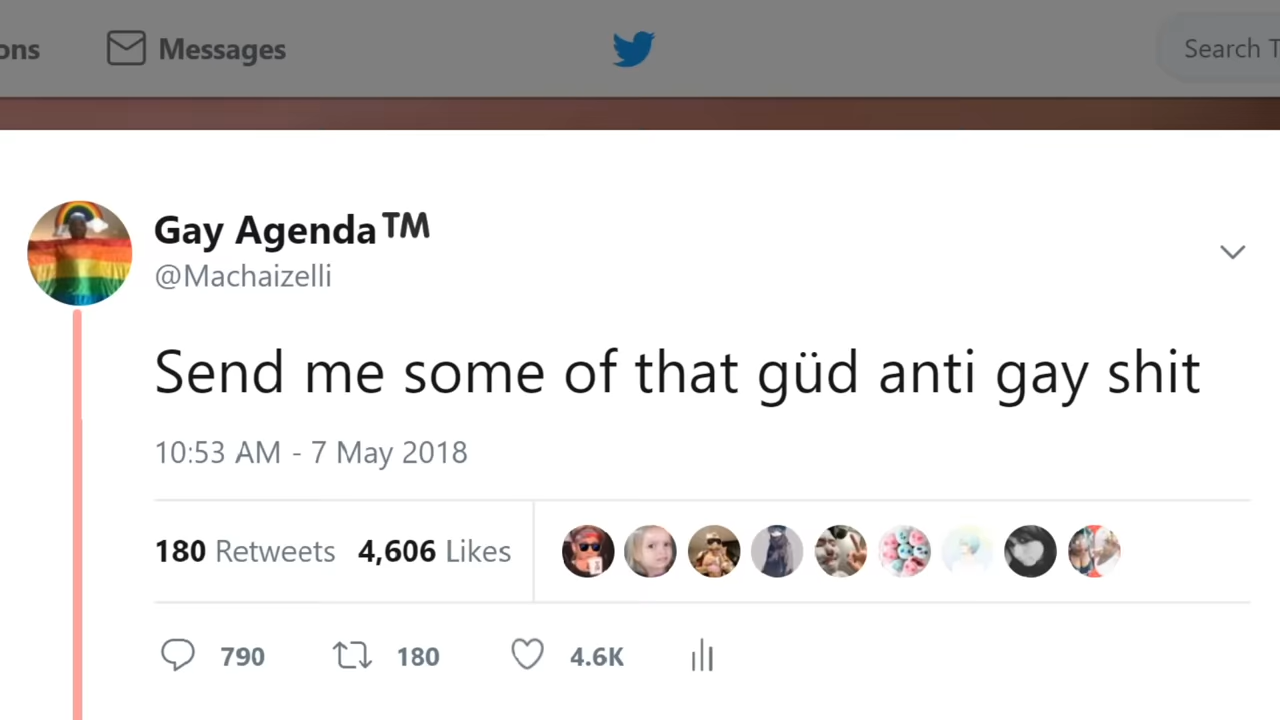 ons Messages Search T
Gay Agenda™
@Machaizelli
Send me some of that güd anti gay shit
10:53 AM - 7 May 2018
180 Retweets 4,606 Likes
790 180 4.6K